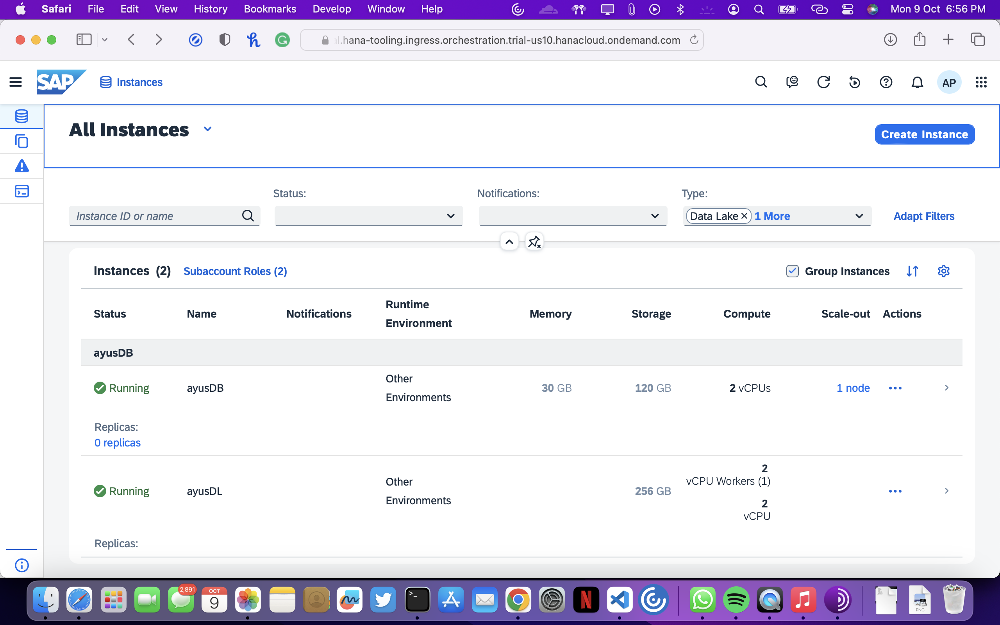 Safari File Edit View History Bookmarks Develop Window Help Mon 9 Oct 6:56 PM
l.hana-tooling.ingress.orchestration.trial-us10.hanacloud.ondemand.com
SAP Instances AP
All Instances
Create Instance
Status: Notifications: Type:
Instance ID or name Data Lake 1 More Adapt Filters
Instances (2) Subaccount Roles (2) Group Instances
Status Name Notifications Runtime Environment Memory Storage Compute Scale-out Actions
ayusDB
Running ayusDB Other Environments 30 GB 120 GB 2 vCPUs 1 node
Replicas:
0 replicas
Running ayusDL Other Environments 256 GB 2 vCPU Workers (1) 2 vCPU
Replicas:
2,891
OCT
9
PNG